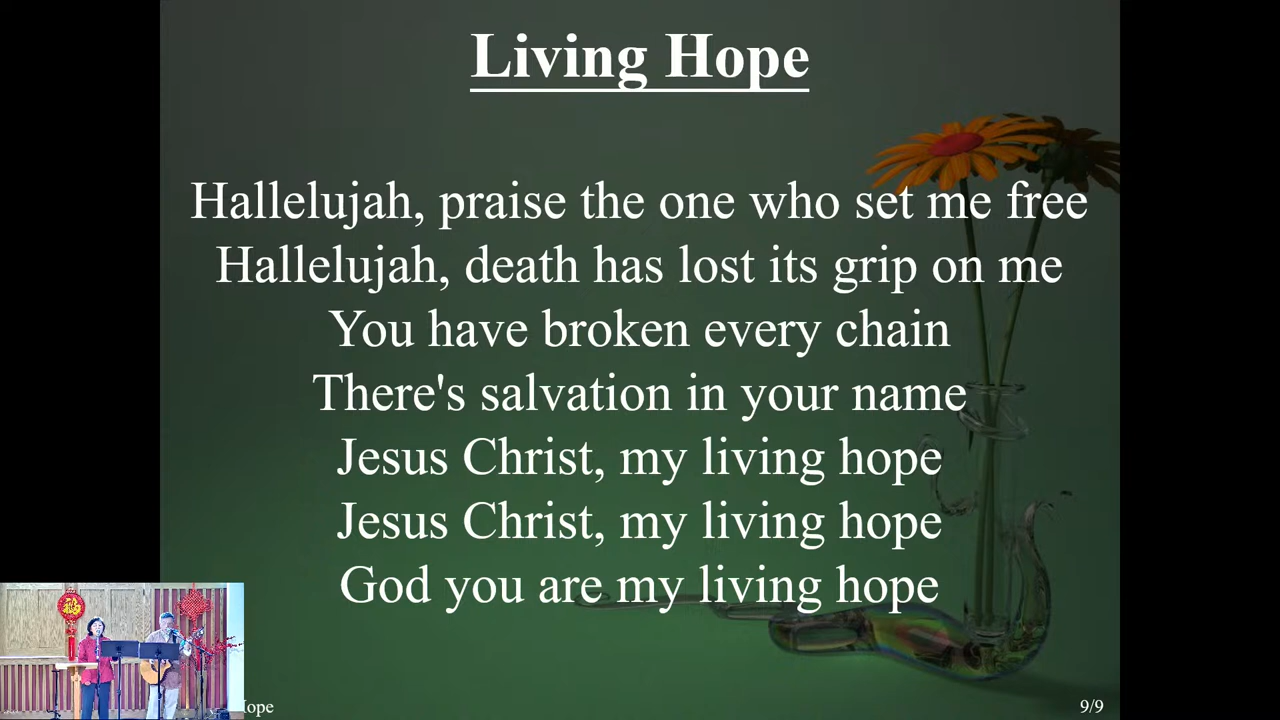 Living Hope
Hallelujah, praise the one who set me free
Hallelujah, death has lost its grip on me
You have broken every chain
There's salvation in your name
Jesus Christ, my living hope
Jesus Christ, my living hope
God you are my living hope
福
9/9